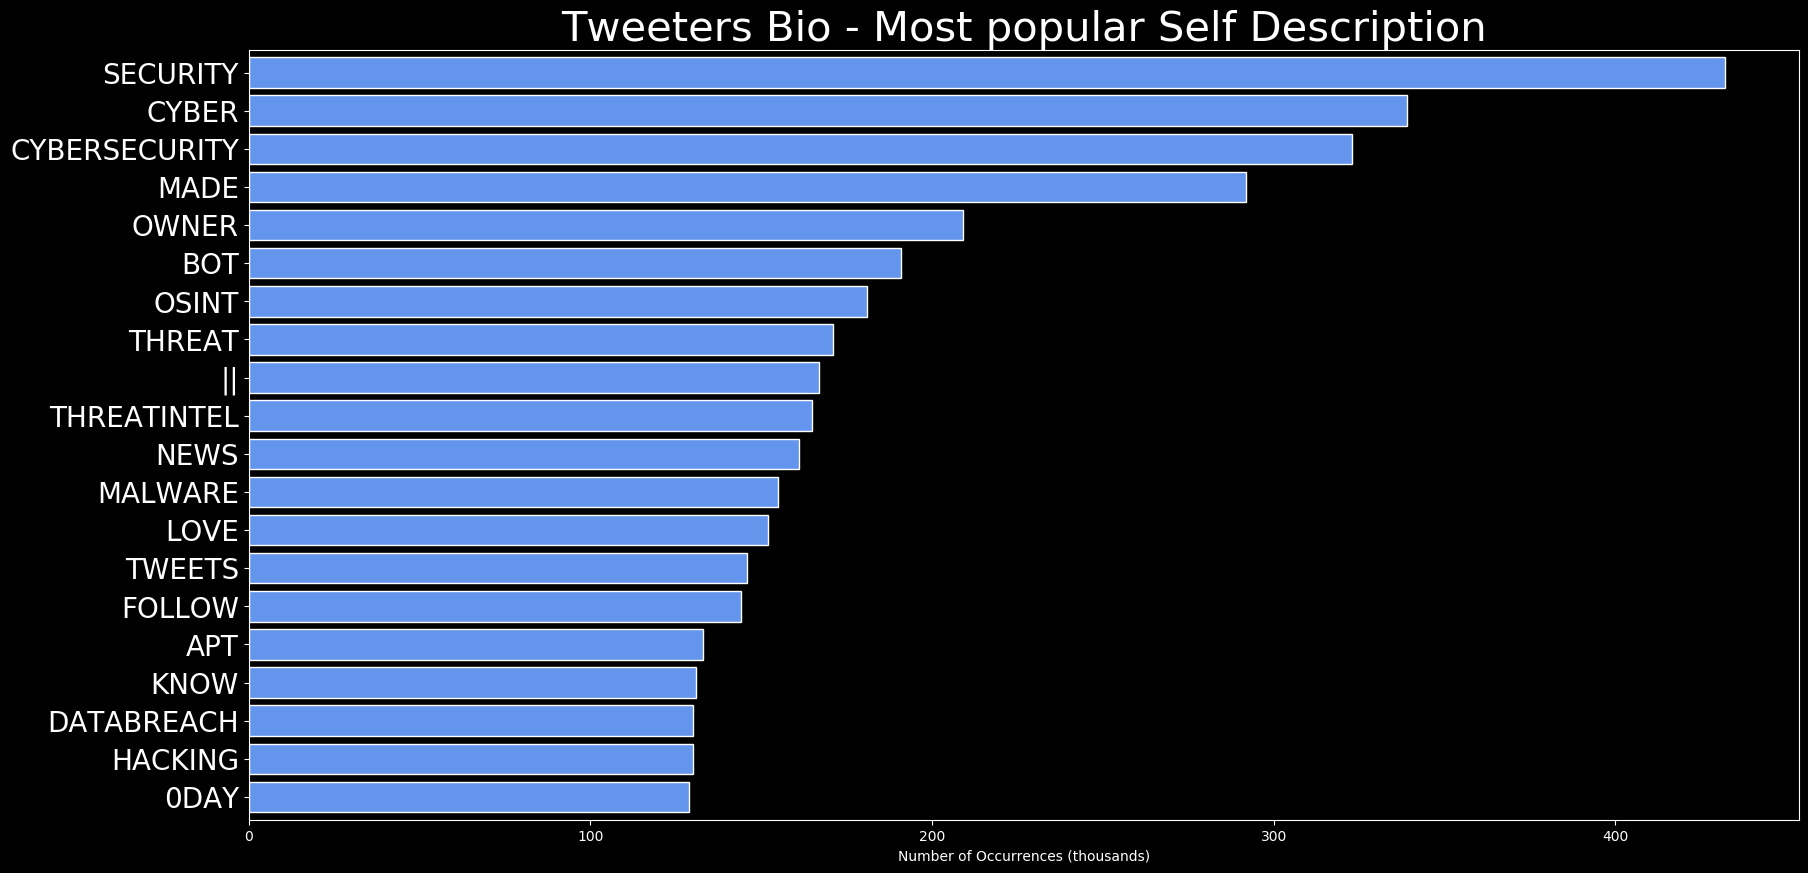 Tweeters Bio - Most popular Self Description
SECURITY
CYBER
CYBERSECURITY
MADE
OWNER
BOT
OSINT
THREAT
||
THREATINTEL
NEWS
MALWARE
LOVE
TWEETS
FOLLOW
APT
KNOW
DATABREACH
HACKING
0DAY
0 100 200 300 400
Number of Occurrences (thousands)